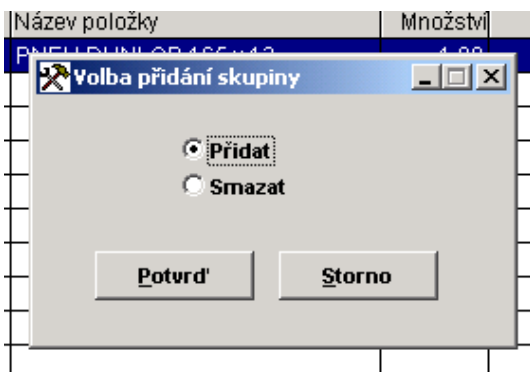 Název položky Množství
Volba přidání skupiny
Přidat
Smazat
Potvrď Storno